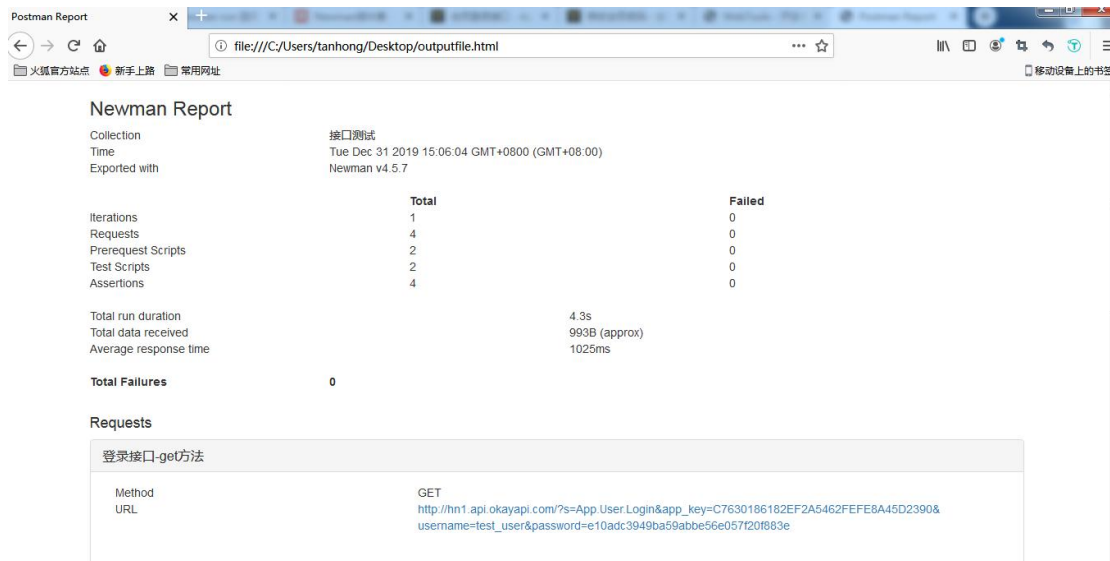 Postman Report
file:///C:/Users/tanhong/Desktop/outputfile.html
火狐官方站点 新手上路 常用网址 移动设备上的书签
Newman Report
Collection 接口测试
Time Tue Dec 31 2019 15:06:04 GMT+0800 (GMT+08:00)
Exported with Newman v4.5.7
Total Failed
Iterations 1 0
Requests 4 0
Prerequest Scripts 2 0
Test Scripts 2 0
Assertions 4 0
Total run duration 4.3s
Total data received 993B (approx)
Average response time 1025ms
Total Failures 0
Requests
登录接口-get方法
Method GET
URL http://hn1.api.okayapi.com/?s=App.User.Login&app_key=C7630186182EF2A5462FEFE8A45D2390&
username=test_user&password=e10adc3949ba59abbe56e057f20f883e